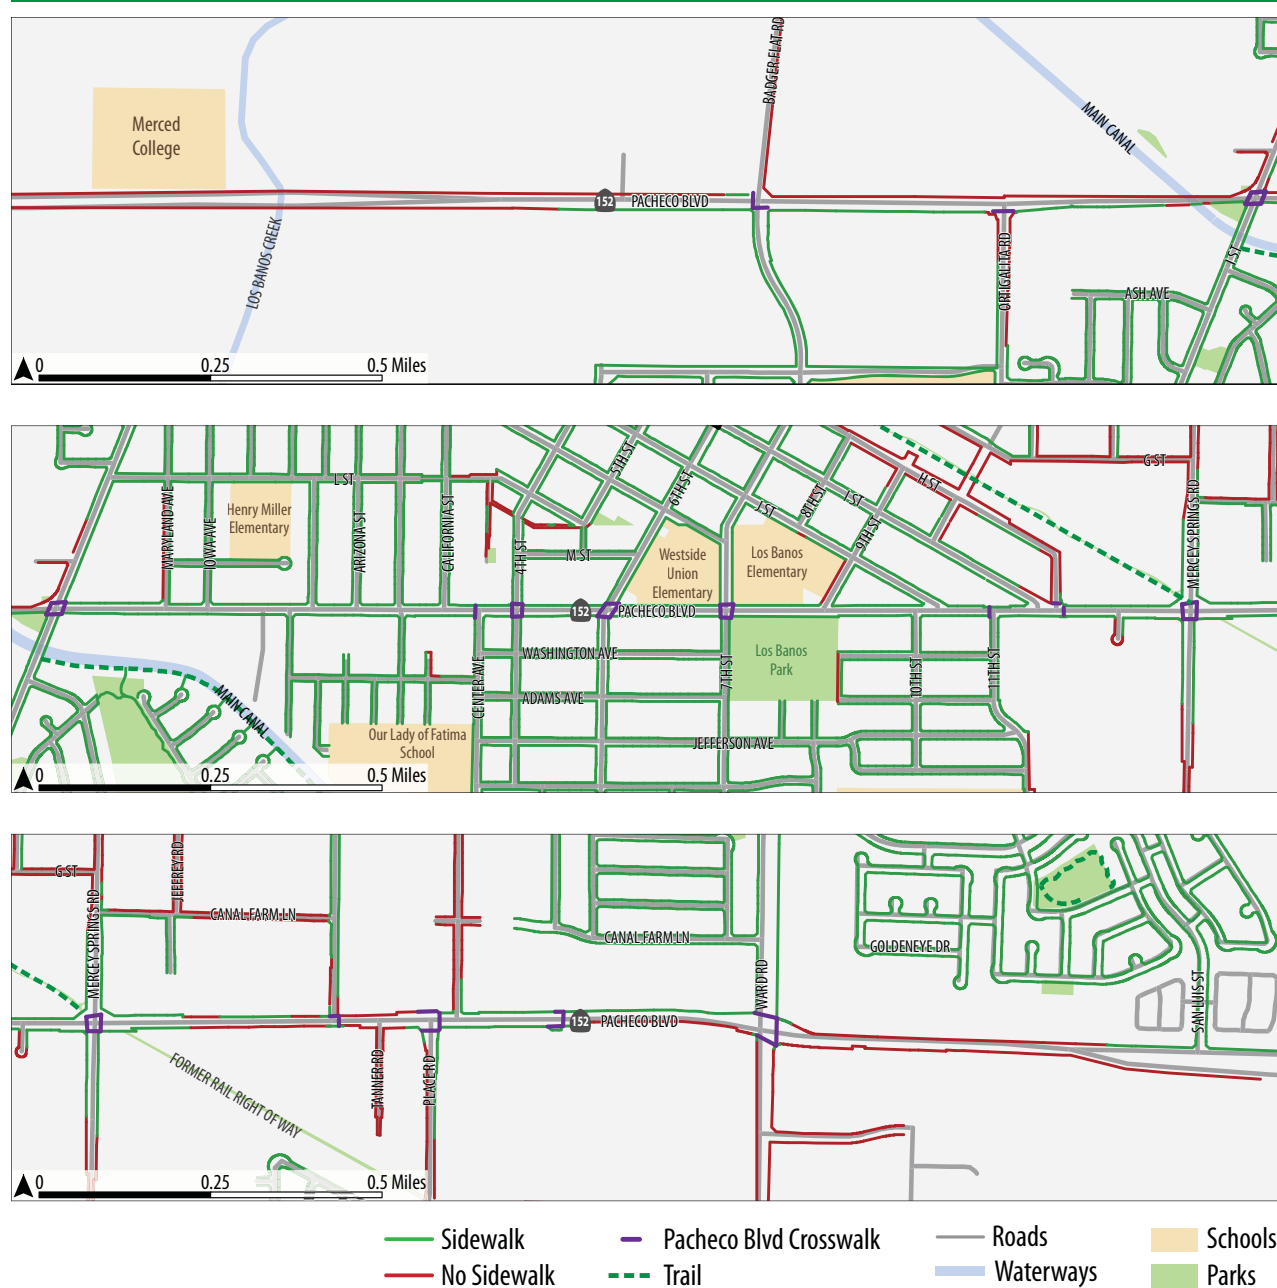 BADGER FLAT RD
MAIN CANAL
Merced
College
152
PACHECO BLVD
LOS BANOS CREEK
ORTIGALITA RD
I ST
ASH AVE
0 0.25 0.5 Miles
L ST
5TH ST
6TH ST
J ST
8TH ST
I ST
H ST
G ST
MARYLAND AVE
IOWA AVE
Henry Miller
Elementary
ARIZONA ST
CALIFORNIA ST
4TH ST
M ST
9TH ST
MERCEY SPRINGS RD
Westside
Union
Elementary
Los Banos
Elementary
152
PACHECO BLVD
WASHINGTON AVE
Los Banos
Park
CENTER AVE
7TH ST
10TH ST
11TH ST
ADAMS AVE
MAIN CANAL
Our Lady of Fatima
School
JEFFERSON AVE
0 0.25 0.5 Miles
G ST
JEFFREY RD
MERCEY SPRINGS RD
CANAL FARM LN
CANAL FARM LN
GOLDENEYE DR
WARD RD
SAN LUIS ST
152
PACHECO BLVD
TANNER RD
PLACE RD
FORMER RAIL RIGHT OF WAY
0 0.25 0.5 Miles
Sidewalk
Pacheco Blvd Crosswalk
Roads
Schools
No Sidewalk
Trail
Waterways
Parks